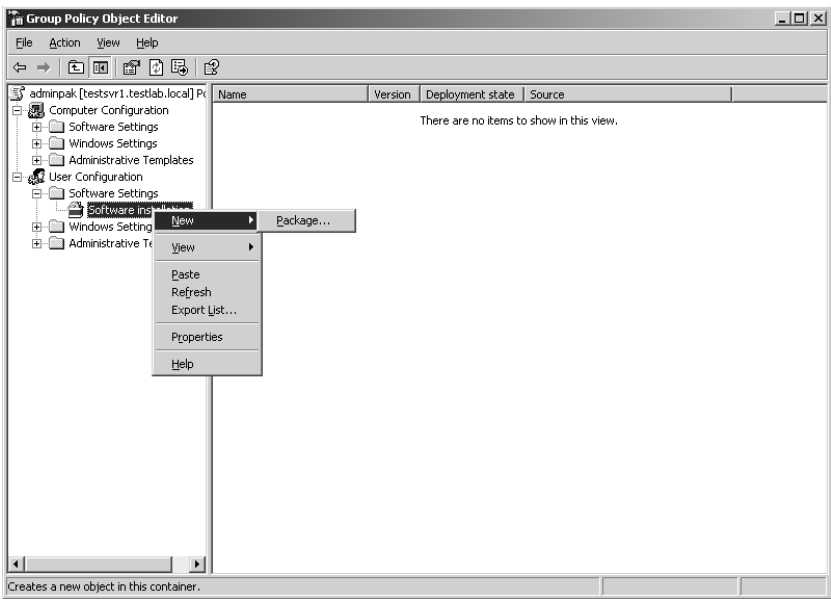 Group Policy Object Editor
File Action View Help
adminpak [testsvr1.testlab.local] Po
Name Version Deployment state Source
Computer Configuration
There are no items to show in this view.
Software Settings
Windows Settings
Administrative Templates
User Configuration
Software Settings
Software installation
New
Package...
Windows Setting
Administrative Te
View
Paste
Refresh
Export List...
Properties
Help
Creates a new object in this container.